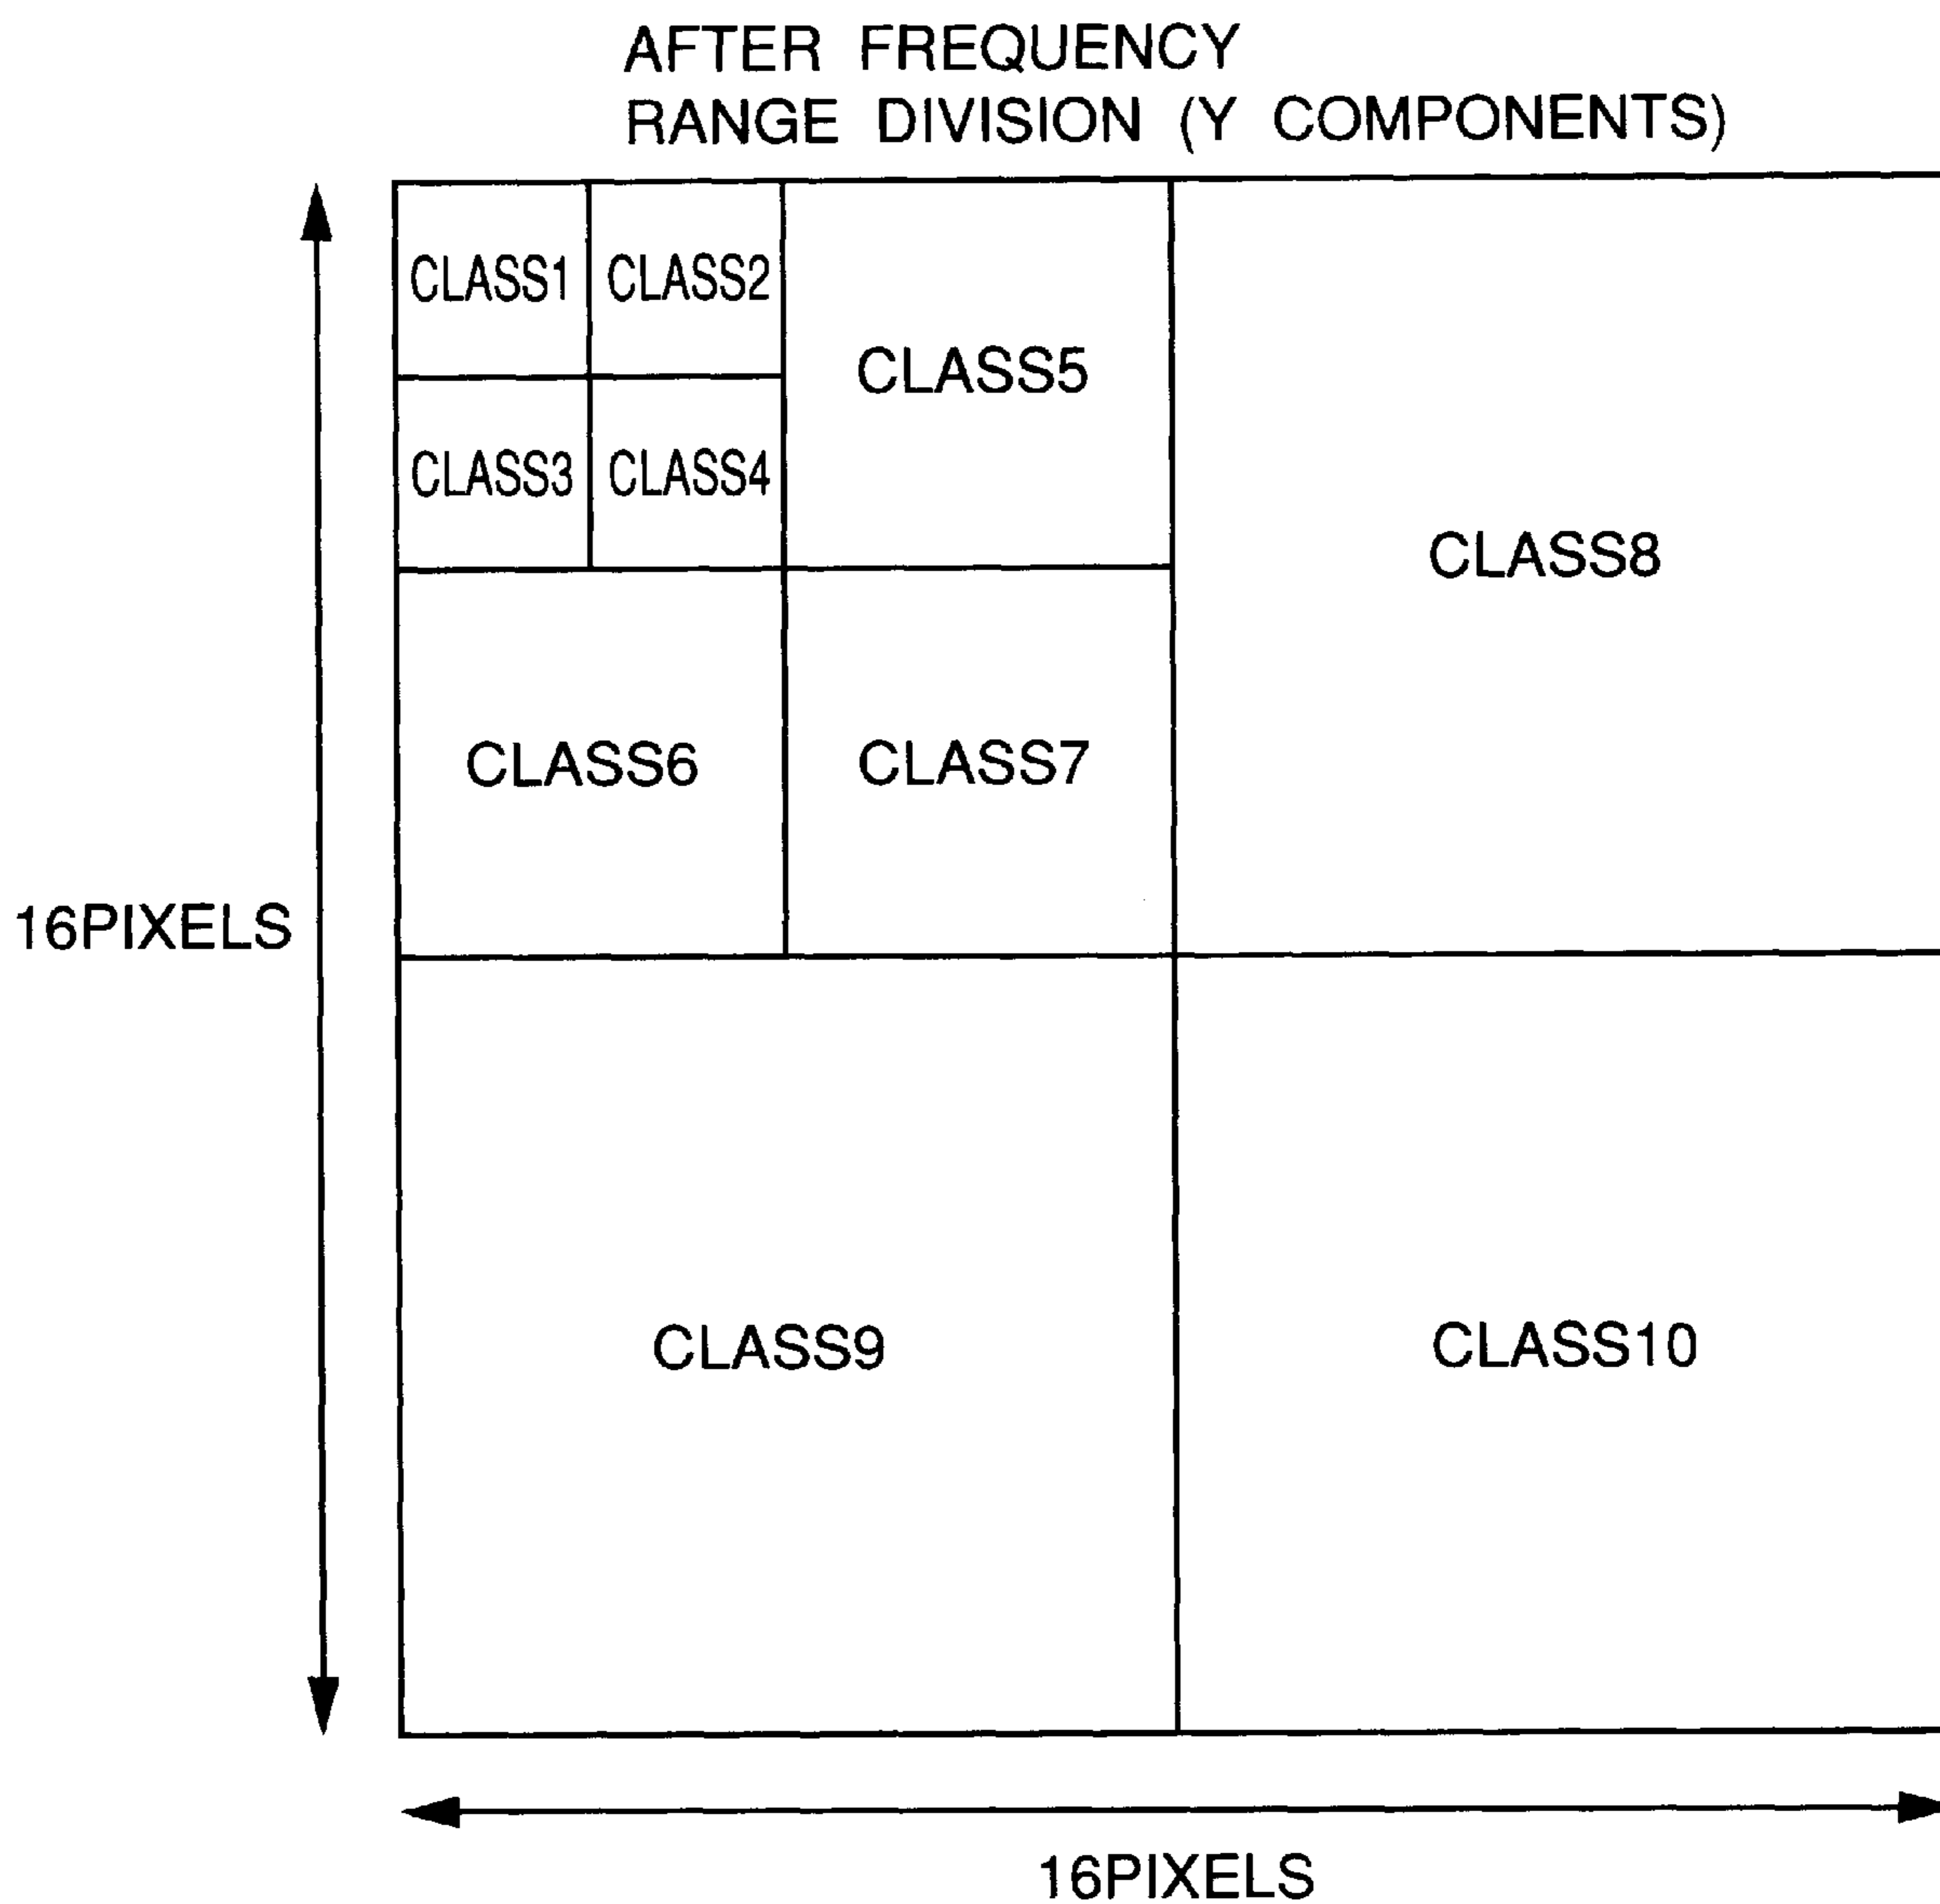 AFTER FREQUENCY
RANGE DIVISION (Y COMPONENTS)
CLASS1
CLASS2
CLASS5
CLASS3
CLASS4
CLASS8
CLASS6
CLASS7
16PIXELS
CLASS9
CLASS10
16PIXELS